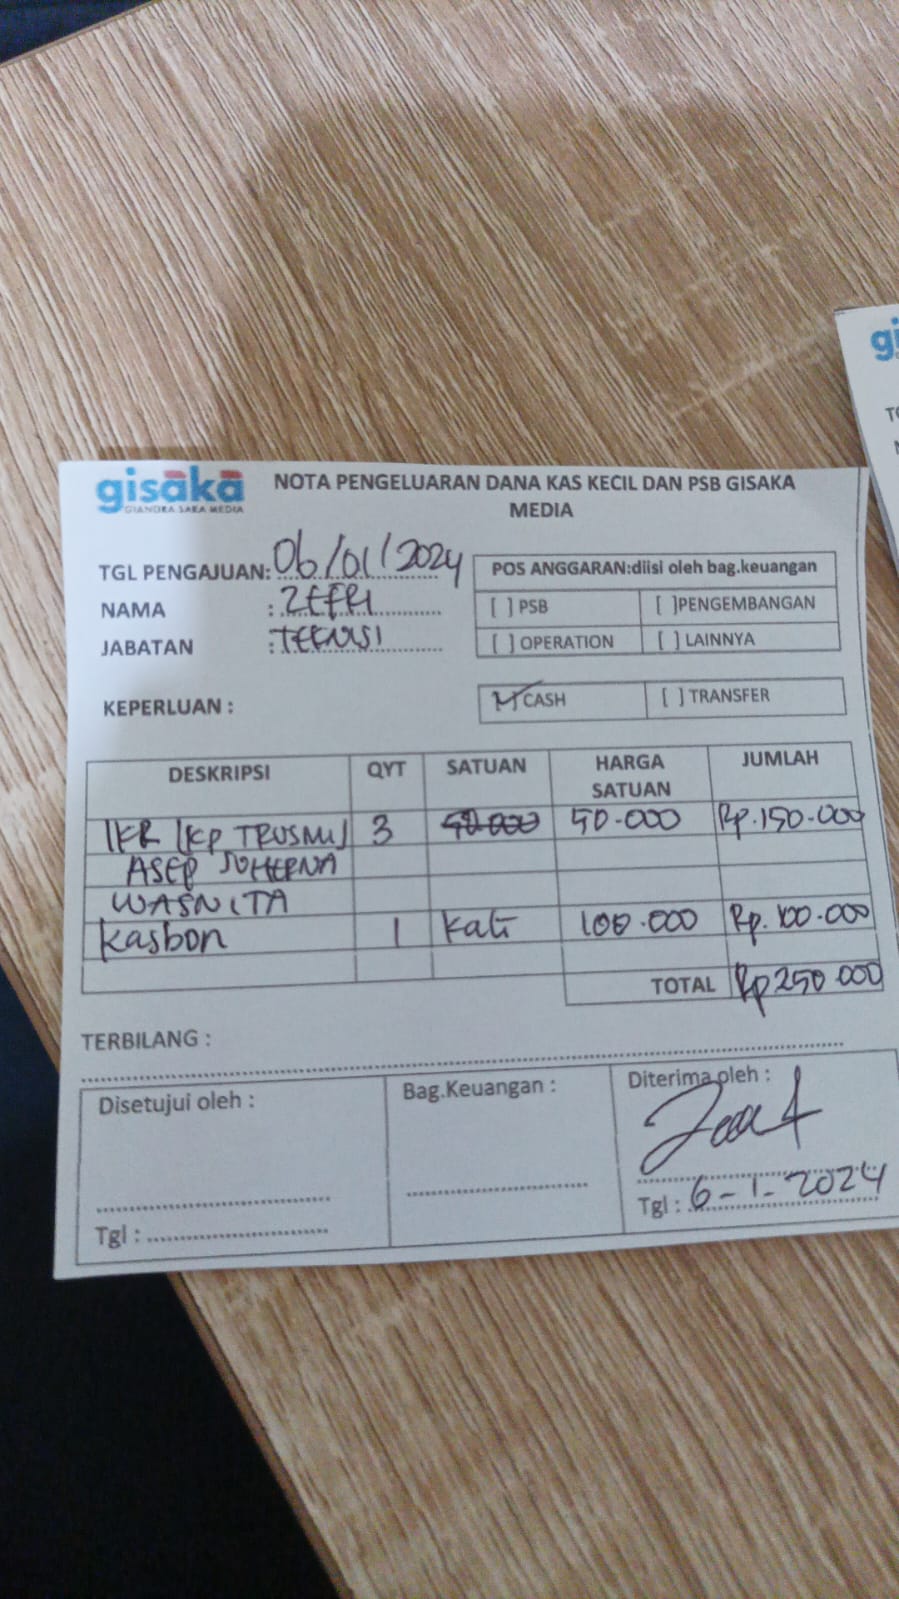 gisaka NOTA PENGELUARAN DANA KAS KECIL DAN PSB GISAKA
GIANDRA SAKA MEDIA MEDIA
TGL PENGAJUAN: 06/01/2024
NAMA : ZEFRI
JABATAN : TEKNISI
POS ANGGARAN:diisi oleh bag.keuangan
[ ] PSB [ ]PENGEMBANGAN
[ ] OPERATION [ ] LAINNYA
KEPERLUAN :
[✓] CASH [ ] TRANSFER
DESKRIPSI QYT SATUAN HARGA SATUAN JUMLAH
IKR (KP TRUSMI) 3 50.000 50.000 Rp.150.000
ASEP SUHERNA
WASNITA
Kasbon 1 Kali 100.000 Rp.100.000
TOTAL Rp 250.000
TERBILANG :
Disetujui oleh : Bag.Keuangan : Diterima oleh :
Tgl : Tgl : 6-1-2024
gi